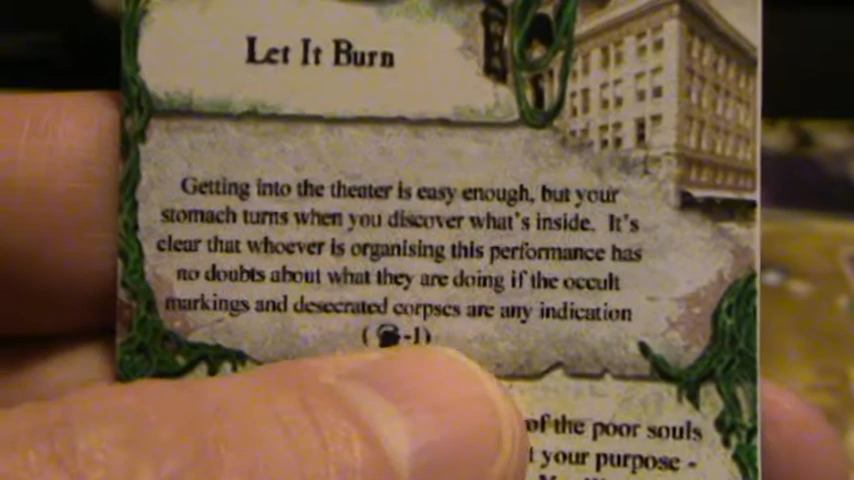 Let It Burn
Getting into the theater is easy enough, but your
stomach turns when you discover what's inside. It's
clear that whoever is organising this performance has
no doubts about what they are doing if the occult
markings and desecrated corpses are any indication
( -1)
of the poor souls
your purpose -